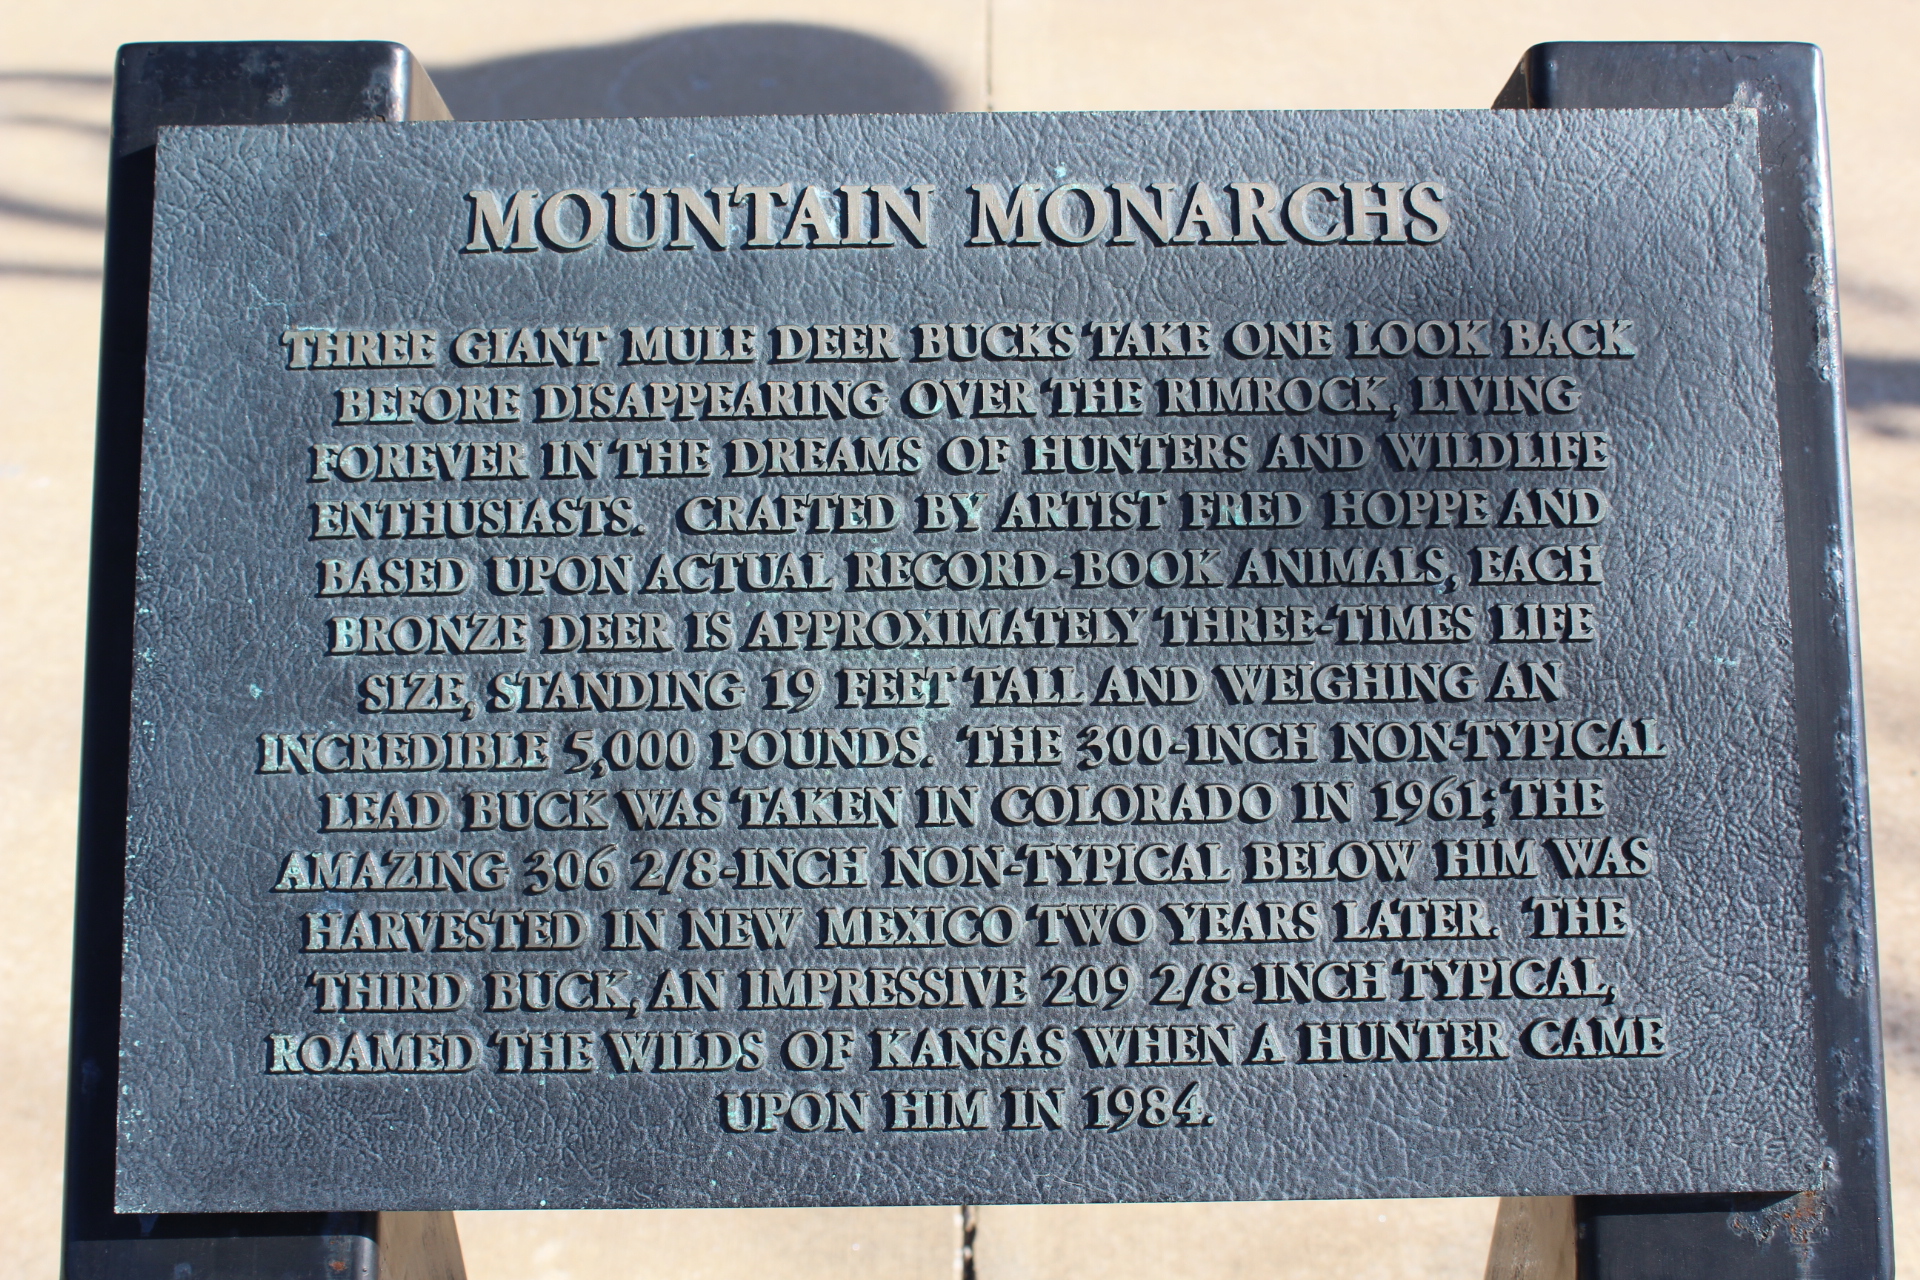 MOUNTAIN MONARCHS
THREE GIANT MULE DEER BUCKS TAKE ONE LOOK BACK
BEFORE DISAPPEARING OVER THE RIMROCK, LIVING
FOREVER IN THE DREAMS OF HUNTERS AND WILDLIFE
ENTHUSIASTS. CRAFTED BY ARTIST FRED HOPPE AND
BASED UPON ACTUAL RECORD-BOOK ANIMALS, EACH
BRONZE DEER IS APPROXIMATELY THREE-TIMES LIFE
SIZE, STANDING 19 FEET TALL AND WEIGHING AN
INCREDIBLE 5,000 POUNDS. THE 300-INCH NON-TYPICAL
LEAD BUCK WAS TAKEN IN COLORADO IN 1961; THE
AMAZING 306 2/8-INCH NON-TYPICAL BELOW HIM WAS
HARVESTED IN NEW MEXICO TWO YEARS LATER. THE
THIRD BUCK, AN IMPRESSIVE 209 2/8-INCH TYPICAL,
ROAMED THE WILDS OF KANSAS WHEN A HUNTER CAME
UPON HIM IN 1984.